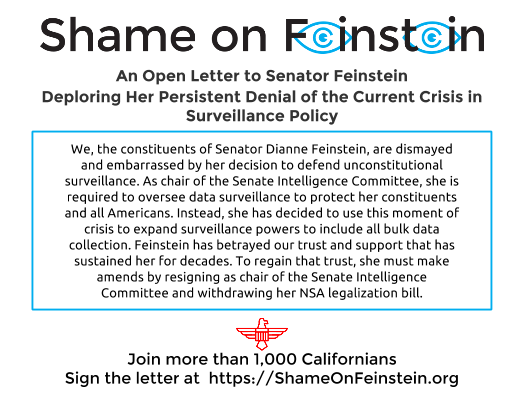 Shame on Feinstein
An Open Letter to Senator Feinstein
Deploring Her Persistent Denial of the Current Crisis in
Surveillance Policy
We, the constituents of Senator Dianne Feinstein, are dismayed
and embarrassed by her decision to defend unconstitutional
surveillance. As chair of the Senate Intelligence Committee, she is
required to oversee data surveillance to protect her constituents
and all Americans. Instead, she has decided to use this moment of
crisis to expand surveillance powers to include all bulk data
collection. Feinstein has betrayed our trust and support that has
sustained her for decades. To regain that trust, she must make
amends by resigning as chair of the Senate Intelligence
Committee and withdrawing her NSA legalization bill.
Join more than 1,000 Californians
Sign the letter at https://ShameOnFeinstein.org